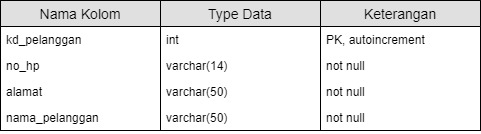 Nama Kolom Type Data Keterangan
kd_pelanggan int PK, autoincrement
no_hp varchar(14) not null
alamat varchar(50) not null
nama_pelanggan varchar(50) not null